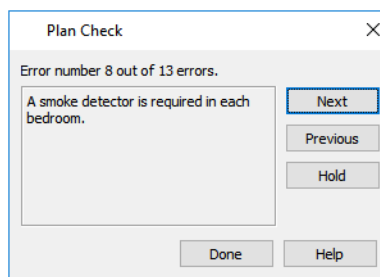 Plan Check
Error number 8 out of 13 errors.
A smoke detector is required in each
bedroom.
Next
Previous
Hold
Done
Help